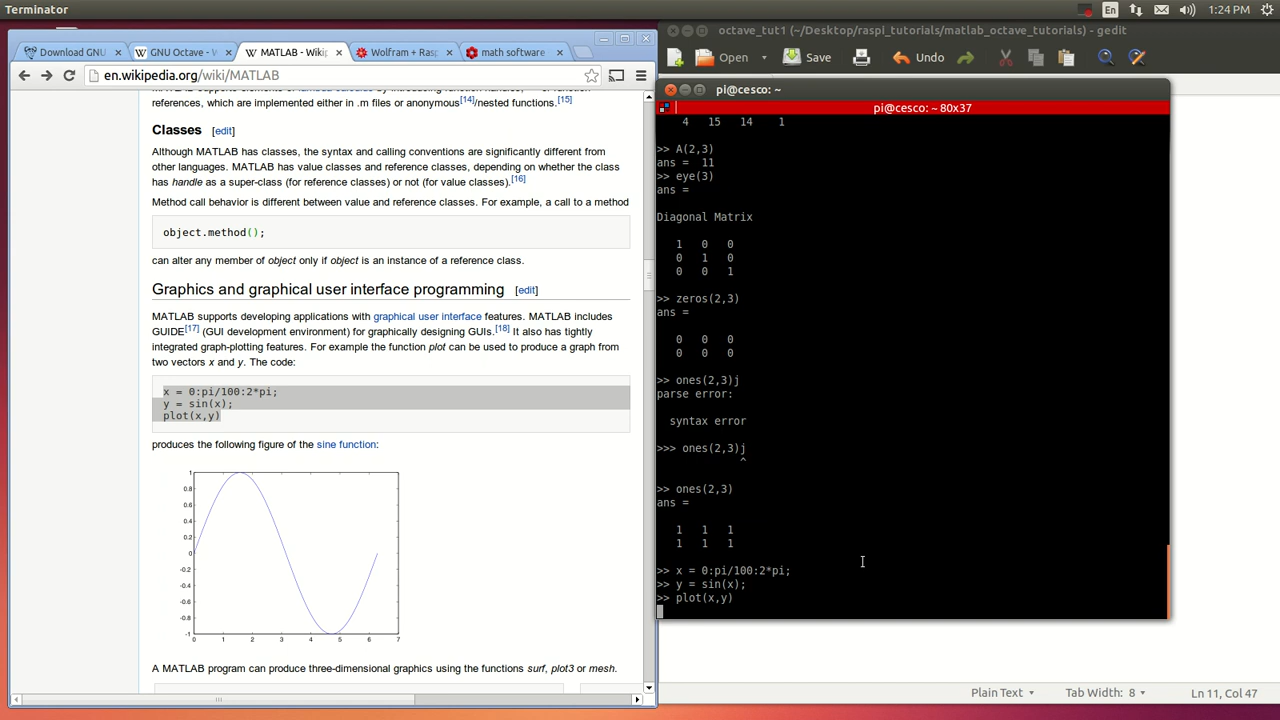 Terminator
En
1:24 PM
Download GNU
GNU Octave - W
MATLAB - Wikip
Wolfram + Rasp
math software
en.wikipedia.org/wiki/MATLAB
references, which are implemented either in .m files or anonymous[14]/nested functions.[15]
Classes [edit]
Although MATLAB has classes, the syntax and calling conventions are significantly different from
other languages. MATLAB has value classes and reference classes, depending on whether the class
has handle as a super-class (for reference classes) or not (for value classes).[16]
Method call behavior is different between value and reference classes. For example, a call to a method
object.method();
can alter any member of object only if object is an instance of a reference class.
Graphics and graphical user interface programming [edit]
MATLAB supports developing applications with graphical user interface features. MATLAB includes
GUIDE[17] (GUI development environment) for graphically designing GUIs.[18] It also has tightly
integrated graph-plotting features. For example the function plot can be used to produce a graph from
two vectors x and y. The code:
x = 0:pi/100:2*pi;
y = sin(x);
plot(x,y)
produces the following figure of the sine function:
1
0.8
0.6
0.4
0.2
0
-0.2
-0.4
-0.6
-0.8
-1
0 1 2 3 4 5 6 7
A MATLAB program can produce three-dimensional graphics using the functions surf, plot3 or mesh.
octave_tut1 (~/Desktop/raspl_tutorials/matlab_octave_tutorials) - gedit
Open
Save
Undo
pi@cesco: ~
pi@cesco: ~ 80x37
4 15 14 1
>> A(2,3)
ans = 11
>> eye(3)
ans =
Diagonal Matrix
1 0 0
0 1 0
0 0 1
>> zeros(2,3)
ans =
0 0 0
0 0 0
>> ones(2,3)j
parse error:
syntax error
>>> ones(2,3)j
^
>> ones(2,3)
ans =
1 1 1
1 1 1
>> x = 0:pi/100:2*pi;
>> y = sin(x);
>> plot(x,y)
Plain Text
Tab Width: 8
Ln 11, Col 47